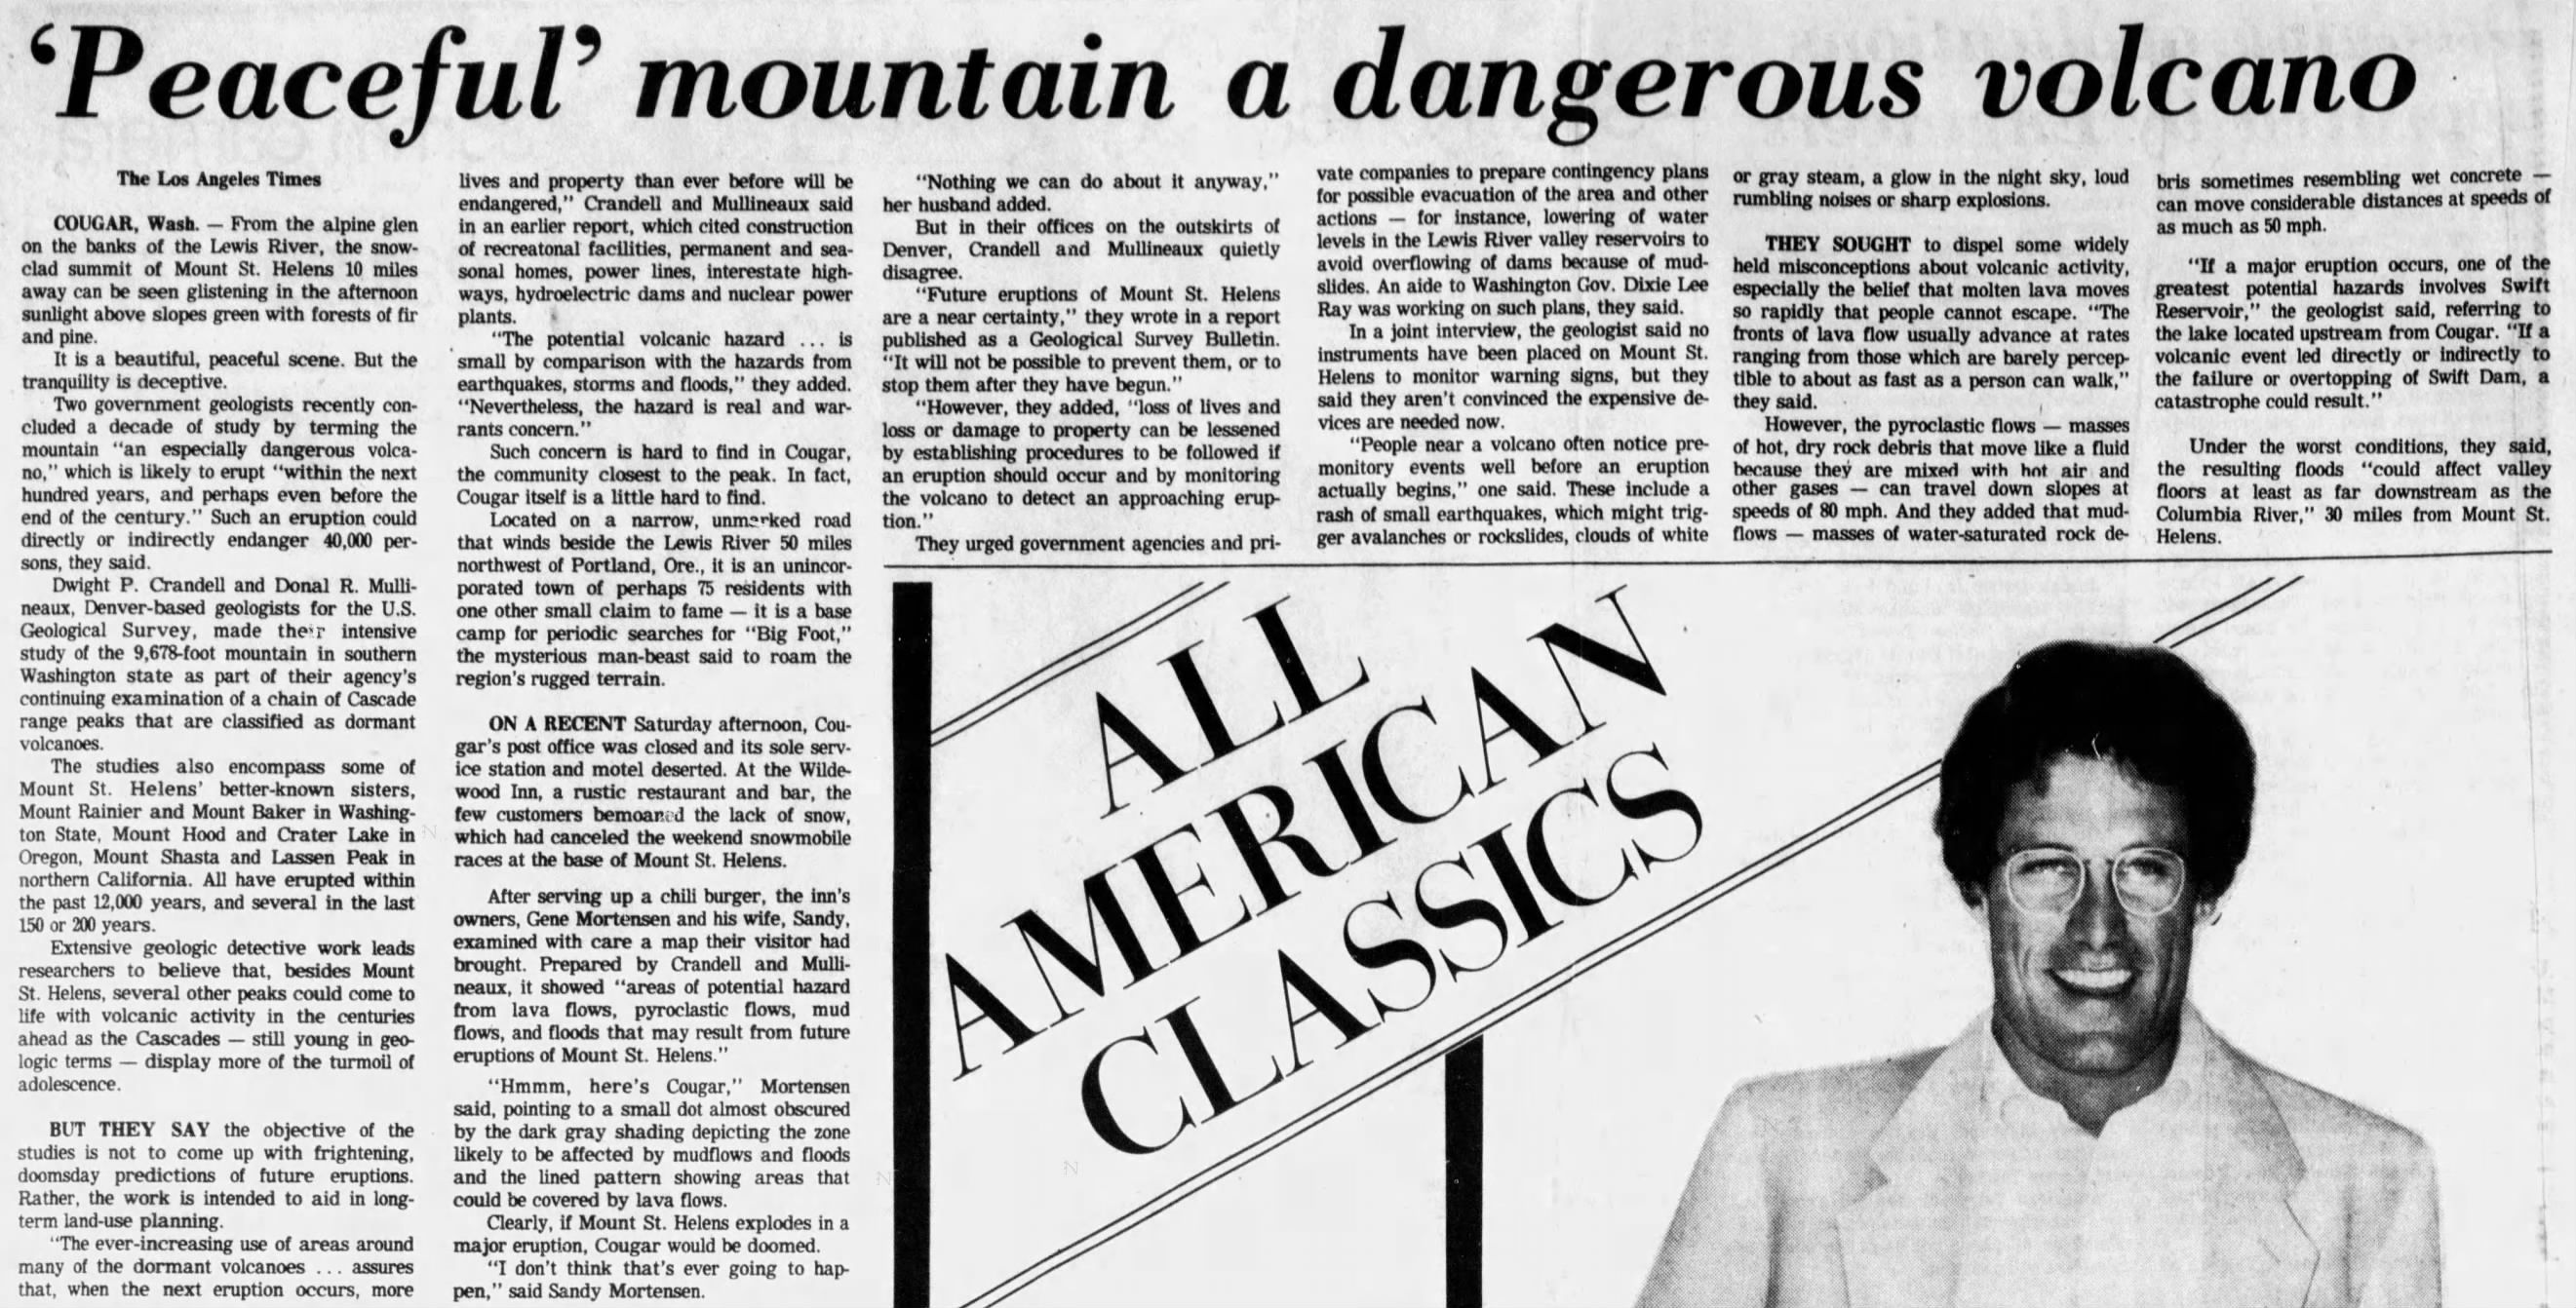 ‘Peaceful’ mountain a dangerous volcano
The Los Angeles Times
COUGAR, Wash. — From the alpine glen
on the banks of the Lewis River, the snow-
clad summit of Mount St. Helens 10 miles
away can be seen glistening in the afternoon
sunlight above slopes green with forests of fir
and pine.
It is a beautiful, peaceful scene. But the
tranquility is deceptive.
Two government geologists recently con-
cluded a decade of study by terming the
mountain “an especially dangerous volca-
no,” which is likely to erupt “within the next
hundred years, and perhaps even before the
end of the century.” Such an eruption could
directly or indirectly endanger 40,000 per-
sons, they said.
Dwight P. Crandell and Donal R. Mulli-
neaux, Denver-based geologists for the U.S.
Geological Survey, made their intensive
study of the 9,678-foot mountain in southern
Washington state as part of their agency's
continuing examination of a chain of Cascade
range peaks that are classified as dormant
volcanoes.
The studies also encompass some of
Mount St. Helens' better-known sisters,
Mount Rainier and Mount Baker in Washing-
ton State, Mount Hood and Crater Lake in
Oregon, Mount Shasta and Lassen Peak in
northern California. All have erupted within
the past 12,000 years, and several in the last
150 or 200 years.
Extensive geologic detective work leads
researchers to believe that, besides Mount
St. Helens, several other peaks could come to
life with volcanic activity in the centuries
ahead as the Cascades — still young in geo-
logic terms — display more of the turmoil of
adolescence.
BUT THEY SAY the objective of the
studies is not to come up with frightening,
doomsday predictions of future eruptions.
Rather, the work is intended to aid in long-
term land-use planning.
“The ever-increasing use of areas around
many of the dormant volcanoes ... assures
that, when the next eruption occurs, more
lives and property than ever before will be
endangered,” Crandell and Mullineaux said
in an earlier report, which cited construction
of recreatonal facilities, permanent and sea-
sonal homes, power lines, interestate high-
ways, hydroelectric dams and nuclear power
plants.
“The potential volcanic hazard ... is
small by comparison with the hazards from
earthquakes, storms and floods,” they added.
“Nevertheless, the hazard is real and war-
rants concern.”
Such concern is hard to find in Cougar,
the community closest to the peak. In fact,
Cougar itself is a little hard to find.
Located on a narrow, unmarked road
that winds beside the Lewis River 50 miles
northwest of Portland, Ore., it is an unincor-
porated town of perhaps 75 residents with
one other small claim to fame — it is a base
camp for periodic searches for “Big Foot,”
the mysterious man-beast said to roam the
region's rugged terrain.
ON A RECENT Saturday afternoon, Cou-
gar's post office was closed and its sole serv-
ice station and motel deserted. At the Wilde-
wood Inn, a rustic restaurant and bar, the
few customers bemoaned the lack of snow,
which had canceled the weekend snowmobile
races at the base of Mount St. Helens.
After serving up a chili burger, the inn's
owners, Gene Mortensen and his wife, Sandy,
examined with care a map their visitor had
brought. Prepared by Crandell and Mulli-
neaux, it showed “areas of potential hazard
from lava flows, pyroclastic flows, mud
flows, and floods that may result from future
eruptions of Mount St. Helens.”
“Hmmm, here's Cougar,” Mortensen
said, pointing to a small dot almost obscured
by the dark gray shading depicting the zone
likely to be affected by mudflows and floods
and the lined pattern showing areas that
could be covered by lava flows.
Clearly, if Mount St. Helens explodes in a
major eruption, Cougar would be doomed.
“I don't think that's ever going to hap-
pen,” said Sandy Mortensen.
“Nothing we can do about it anyway,”
her husband added.
But in their offices on the outskirts of
Denver, Crandell and Mullineaux quietly
disagree.
“Future eruptions of Mount St. Helens
are a near certainty,” they wrote in a report
published as a Geological Survey Bulletin.
“It will not be possible to prevent them, or to
stop them after they have begun.”
“However, they added, “loss of lives and
loss or damage to property can be lessened
by establishing procedures to be followed if
an eruption should occur and by monitoring
the volcano to detect an approaching erup-
tion.”
They urged government agencies and pri-
vate companies to prepare contingency plans
for possible evacuation of the area and other
actions — for instance, lowering of water
levels in the Lewis River valley reservoirs to
avoid overflowing of dams because of mud-
slides. An aide to Washington Gov. Dixie Lee
Ray was working on such plans, they said.
In a joint interview, the geologist said no
instruments have been placed on Mount St.
Helens to monitor warning signs, but they
said they aren't convinced the expensive de-
vices are needed now.
“People near a volcano often notice pre-
monitory events well before an eruption
actually begins,” one said. These include a
rash of small earthquakes, which might trig-
ger avalanches or rockslides, clouds of white
or gray steam, a glow in the night sky, loud
rumbling noises or sharp explosions.
THEY SOUGHT to dispel some widely
held misconceptions about volcanic activity,
especially the belief that molten lava moves
so rapidly that people cannot escape. “The
fronts of lava flow usually advance at rates
ranging from those which are barely percep-
tible to about as fast as a person can walk,”
they said.
However, the pyroclastic flows — masses
of hot, dry rock debris that move like a fluid
because they are mixed with hot air and
other gases — can travel down slopes at
speeds of 80 mph. And they added that mud-
flows — masses of water-saturated rock de-
bris sometimes resembling wet concrete —
can move considerable distances at speeds of
as much as 50 mph.
“If a major eruption occurs, one of the
greatest potential hazards involves Swift
Reservoir,” the geologist said, referring to
the lake located upstream from Cougar. “If a
volcanic event led directly or indirectly to
the failure or overtopping of Swift Dam, a
catastrophe could result.”
Under the worst conditions, they said,
the resulting floods “could affect valley
floors at least as far downstream as the
Columbia River,” 30 miles from Mount St.
Helens.
ALL
AMERICAN
CLASSICS